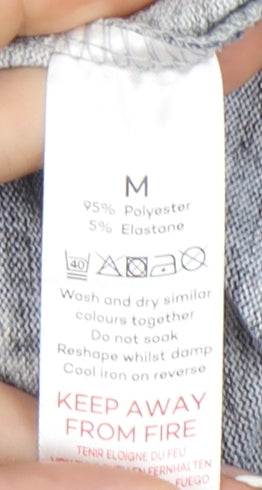 M
95% Polyester
5% Elastane
40
Wash and dry similar
colours together
Do not soak
Reshape whilst damp
Cool iron on reverse
KEEP AWAY
FROM FIRE
TENIR ELOIGNE DU FEU
FERNHALTEN
FUEGO